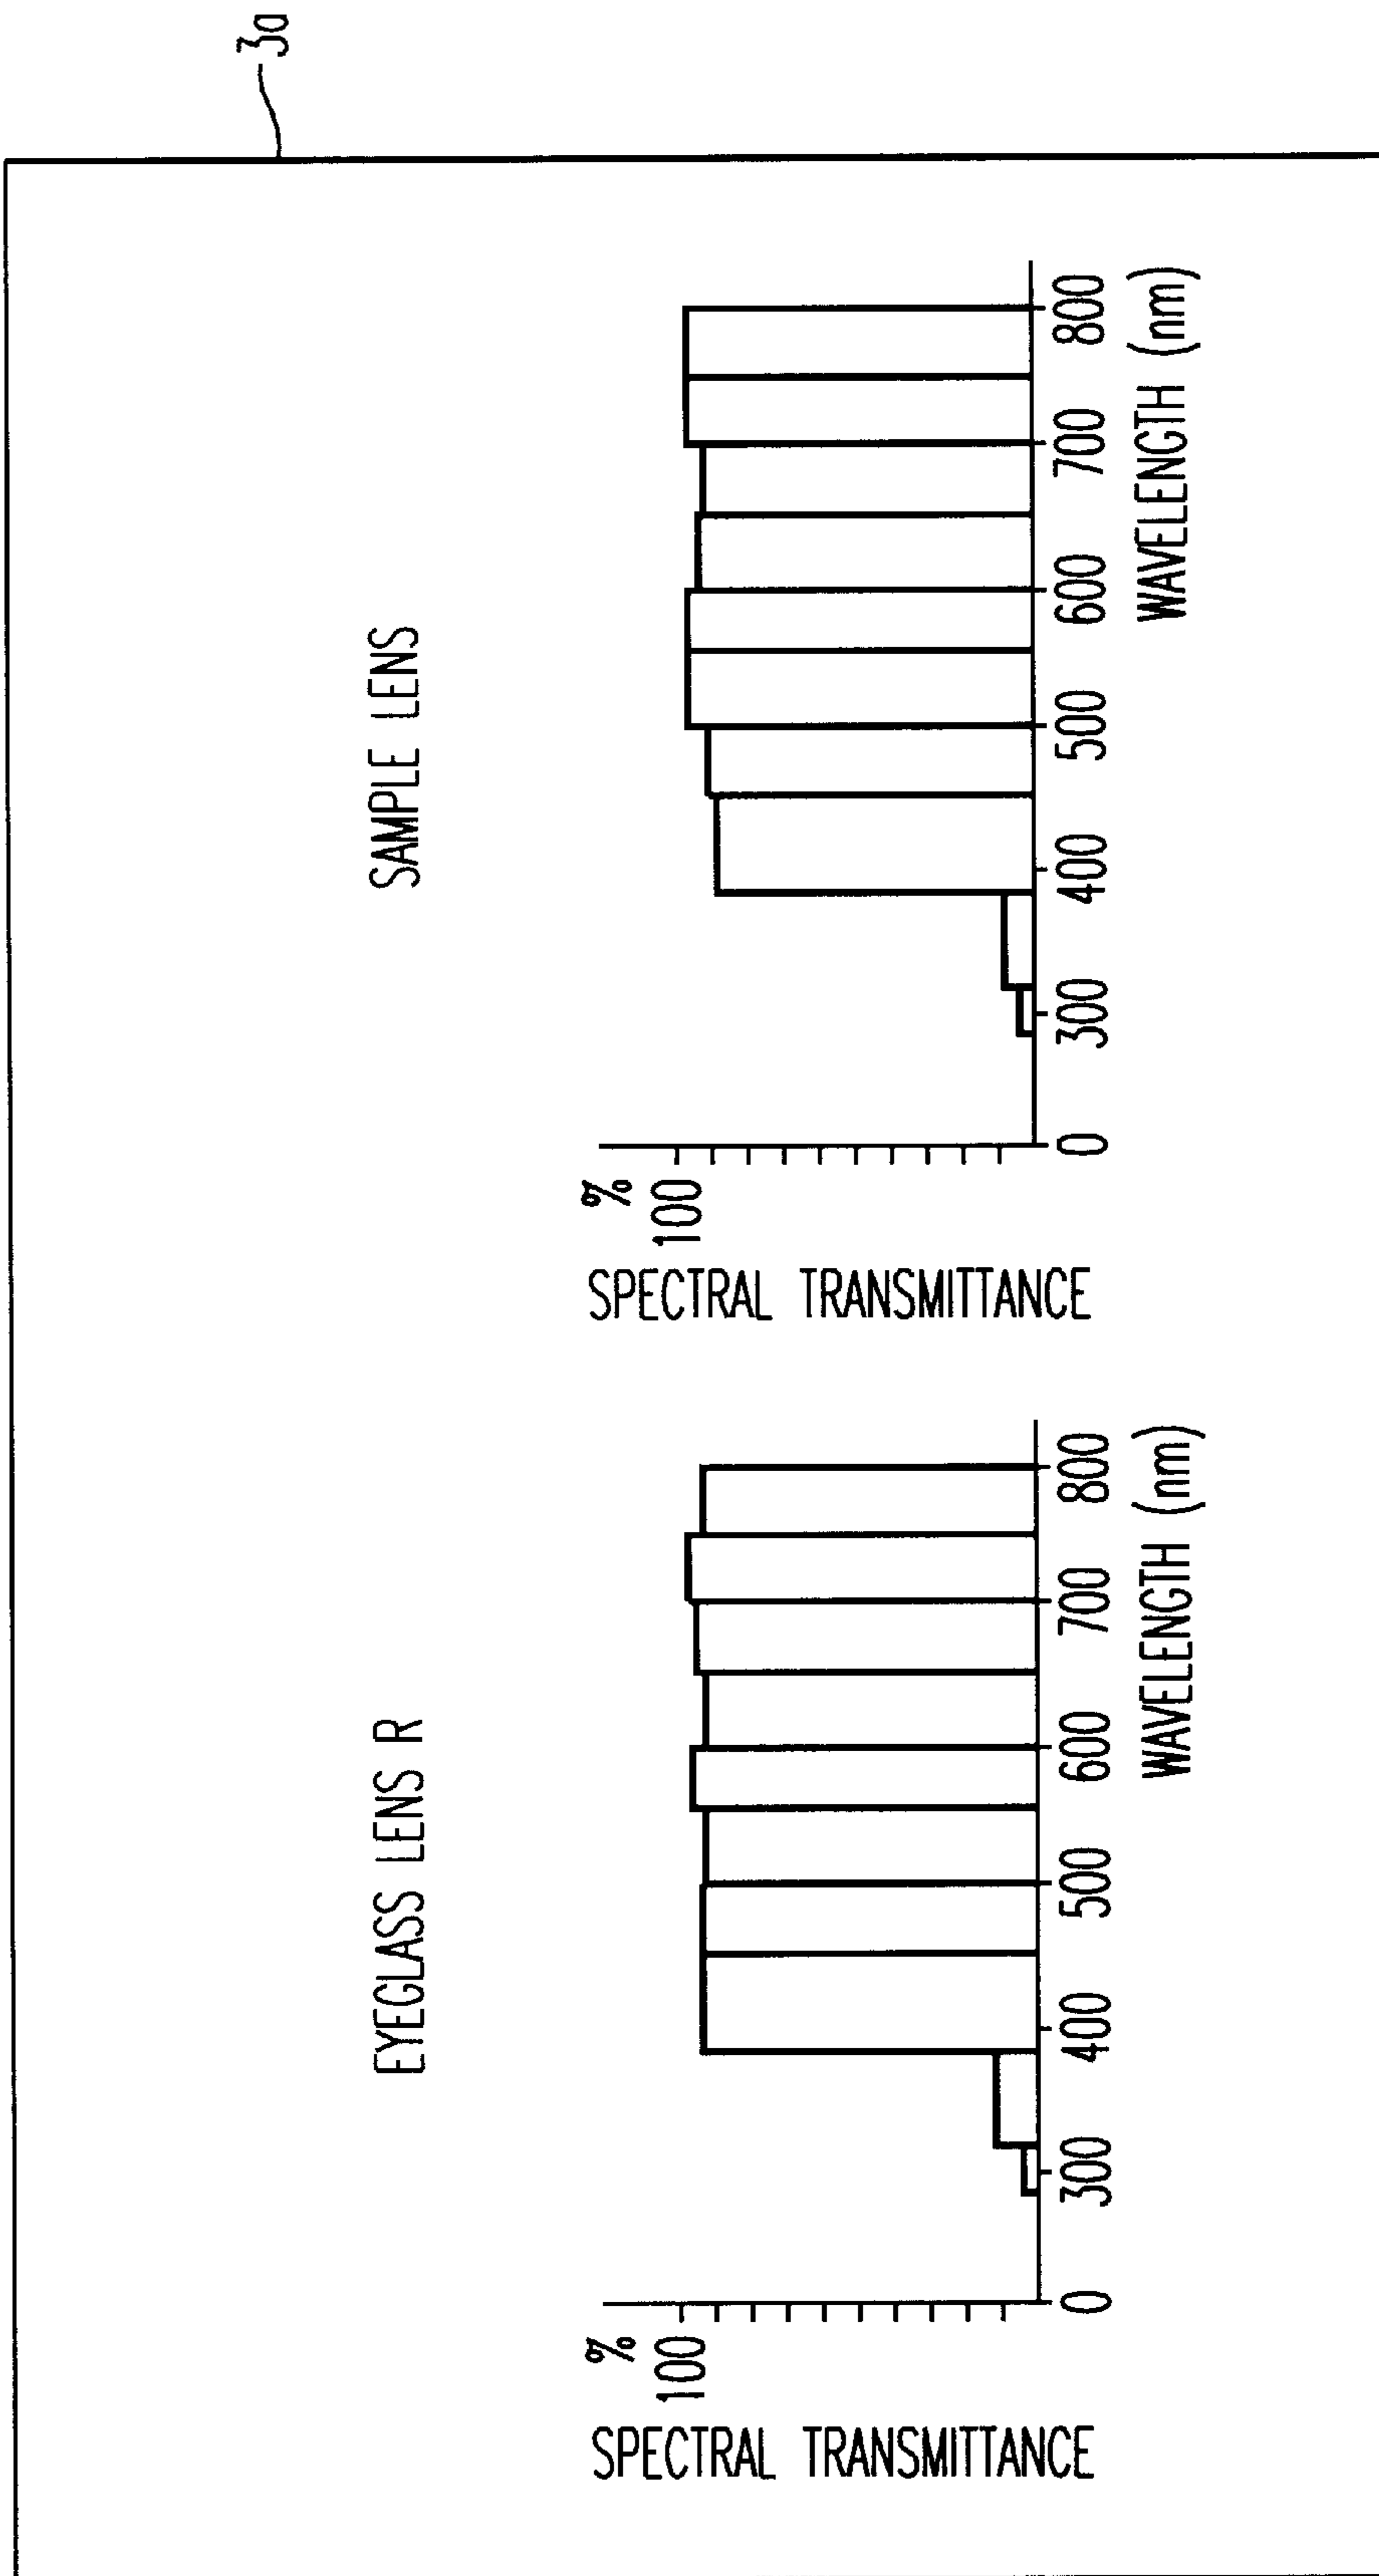 3a
EYEGLASS LENS R
SPECTRAL TRANSMITTANCE
%
100
0 300 400 500 600 700 800
WAVELENGTH (nm)
SAMPLE LENS
SPECTRAL TRANSMITTANCE
%
100
0 300 400 500 600 700 800
WAVELENGTH (nm)